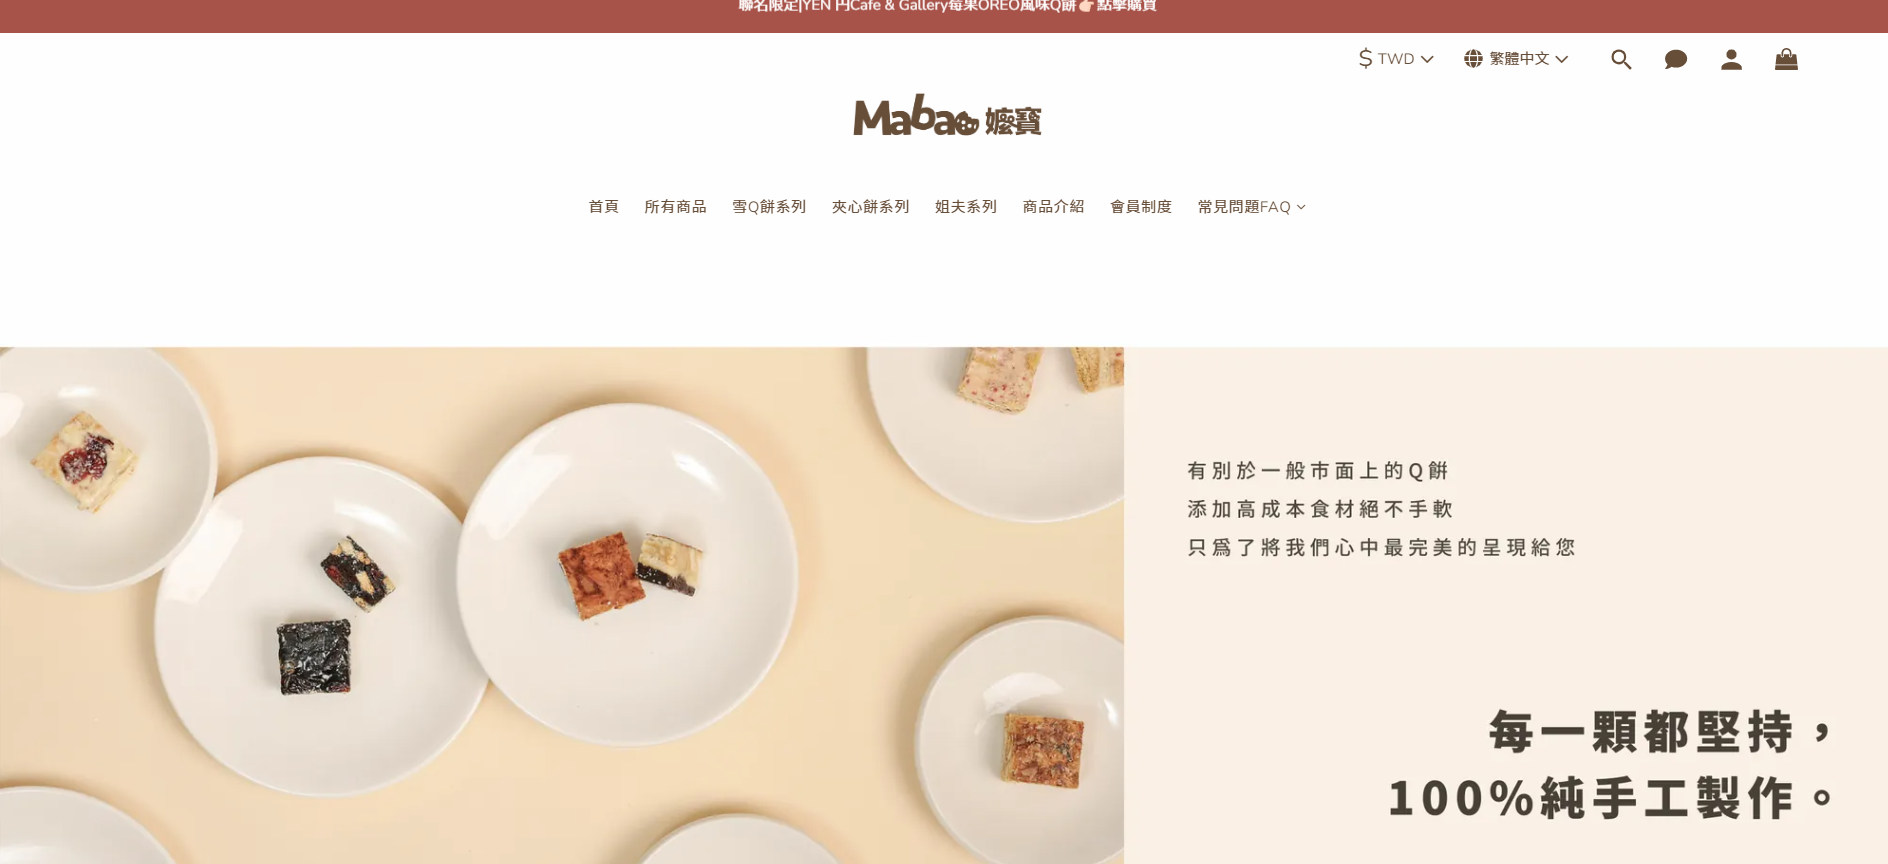 聯名限定|YEN 円Cafe & Gallery莓果OREO風味Q餅👉🏻點擊購買
$ TWD
繁體中文
Mabao 嬤寶
首頁
所有商品
雪Q餅系列
夾心餅系列
姐夫系列
商品介紹
會員制度
常見問題FAQ
有別於一般市面上的Q餅
添加高成本食材絕不手軟
只為了將我們心中最完美的呈現給您
每一顆都堅持，
100%純手工製作。